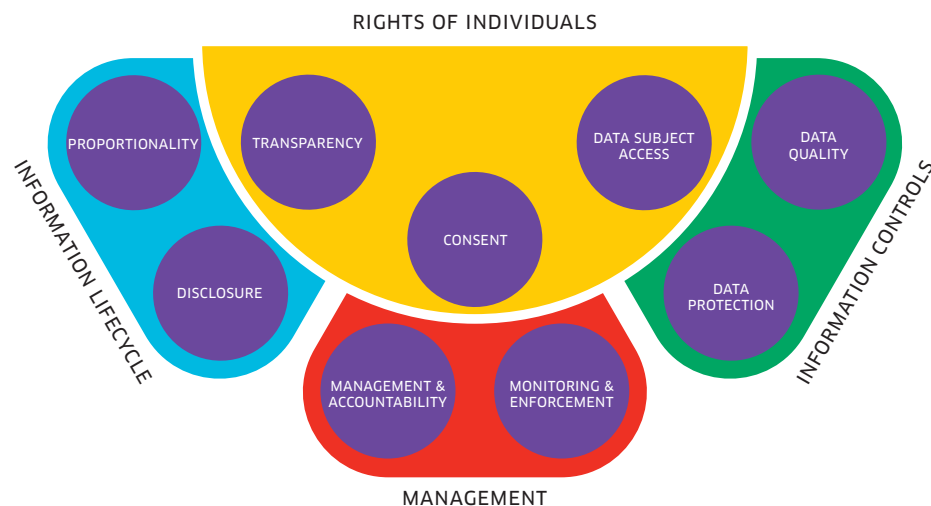 RIGHTS OF INDIVIDUALS
PROPORTIONALITY
TRANSPARENCY
DATA SUBJECT
ACCESS
DATA
QUALITY
CONSENT
DISCLOSURE
DATA
PROTECTION
INFORMATION LIFECYCLE
INFORMATION CONTROLS
MANAGEMENT &
ACCOUNTABILITY
MONITORING &
ENFORCEMENT
MANAGEMENT